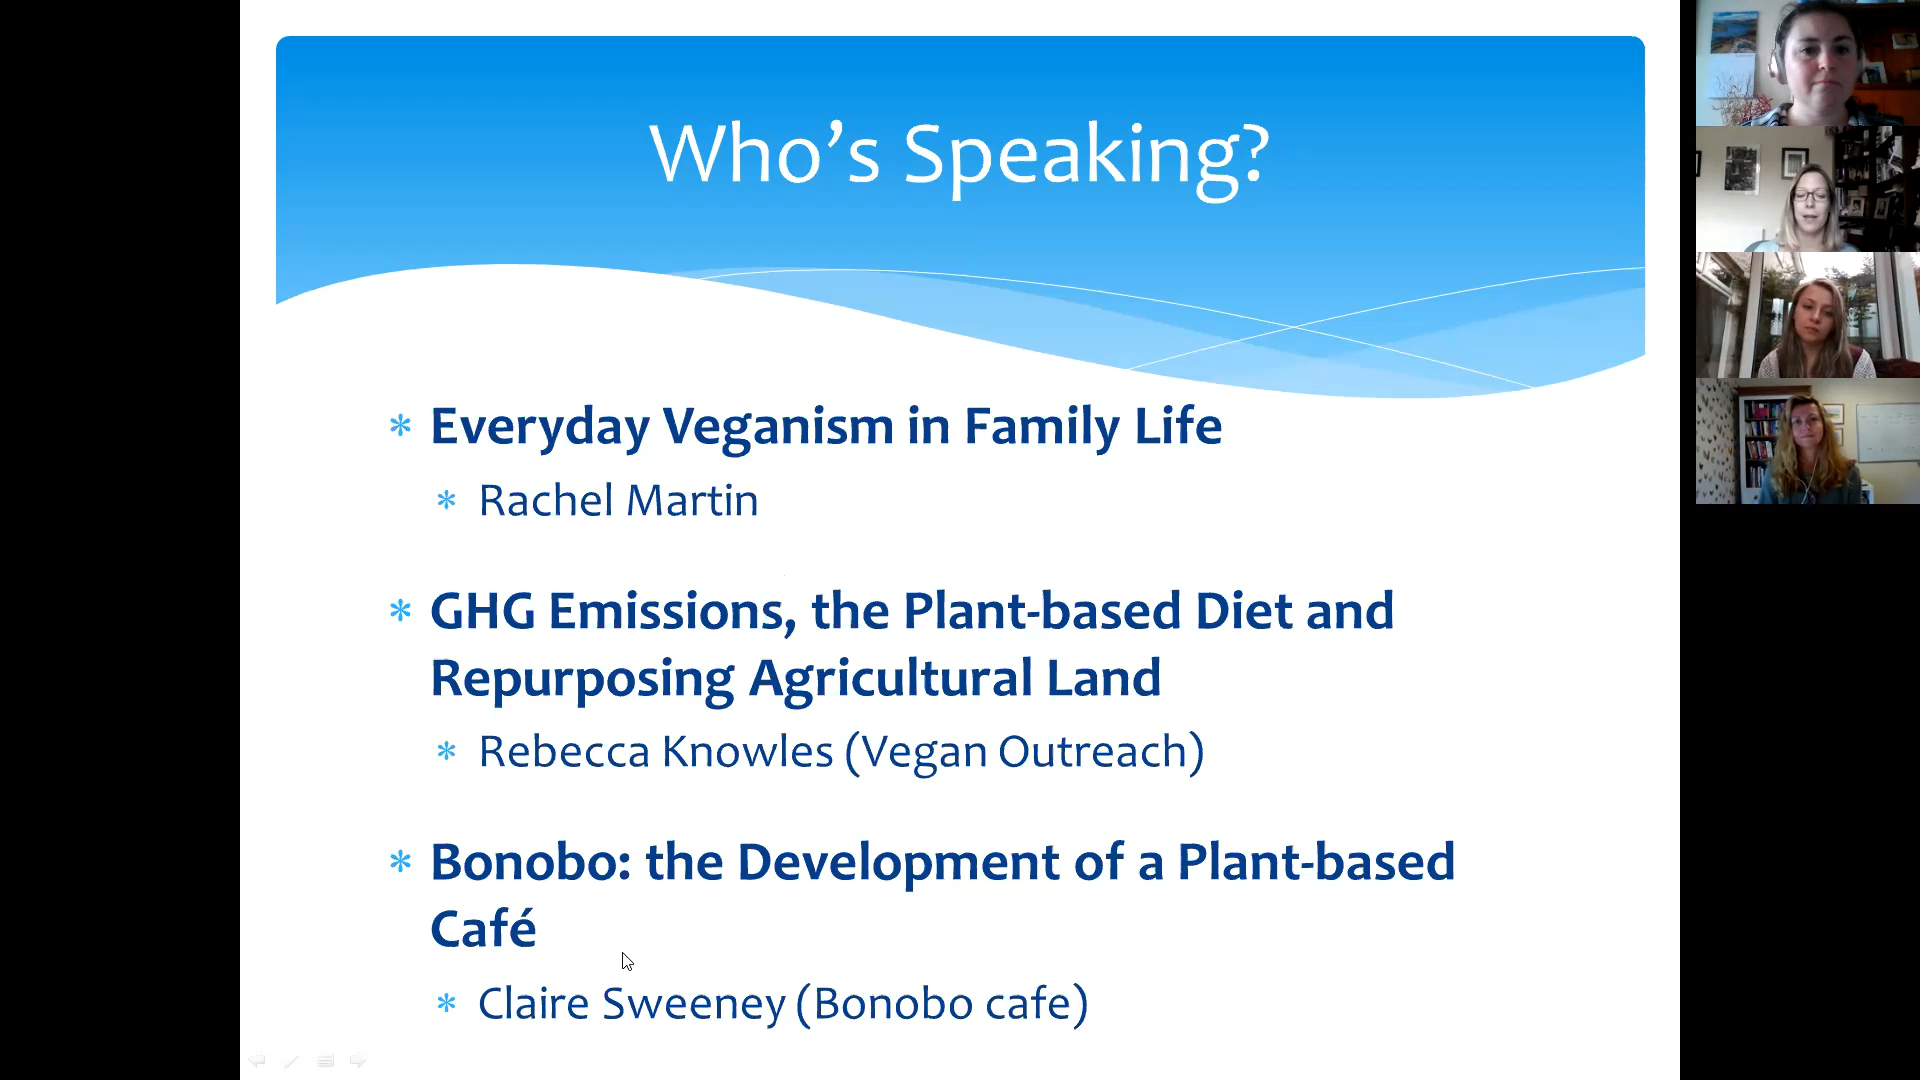 Who’s Speaking?
* Everyday Veganism in Family Life
* Rachel Martin
* GHG Emissions, the Plant-based Diet and
Repurposing Agricultural Land
* Rebecca Knowles (Vegan Outreach)
* Bonobo: the Development of a Plant-based
Café
* Claire Sweeney (Bonobo cafe)